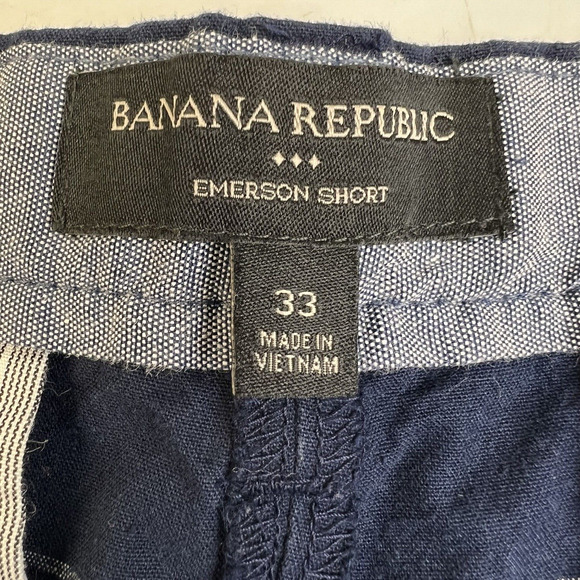 BANANA REPUBLIC
EMERSON SHORT
33
MADE IN
VIETNAM